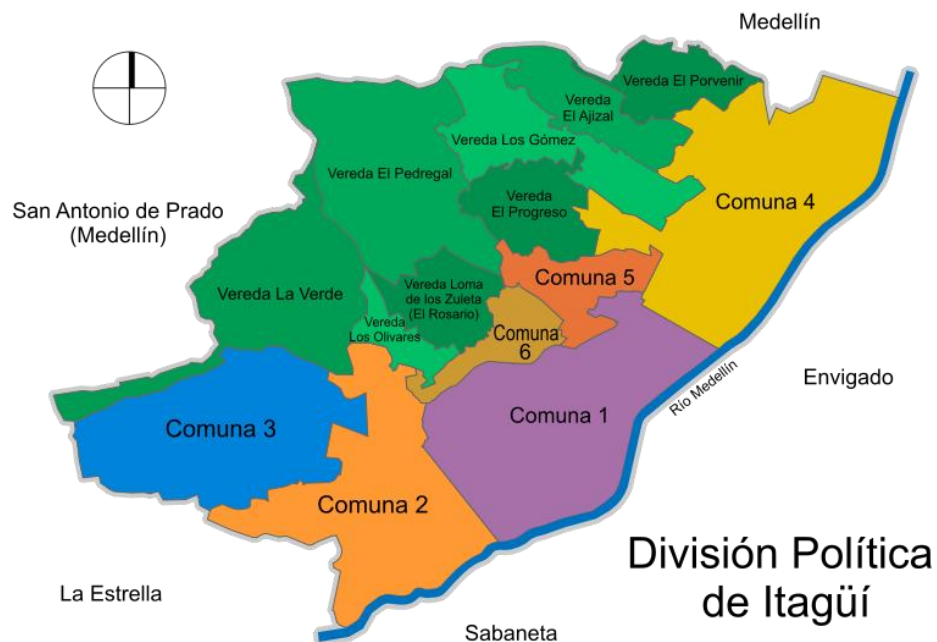 Medellín
Vereda El Porvenir
Vereda
El Ajizal
Vereda Los Gómez
Vereda El Pedregal
Vereda
El Progreso
Comuna 4
San Antonio de Prado
(Medellín)
Comuna 5
Vereda La Verde
Vereda Loma
de los Zuleta
(El Rosario)
Vereda
Los Olivares
Comuna
6
Río Medellín
Envigado
Comuna 1
Comuna 3
Comuna 2
División Política
de Itagüí
La Estrella
Sabaneta